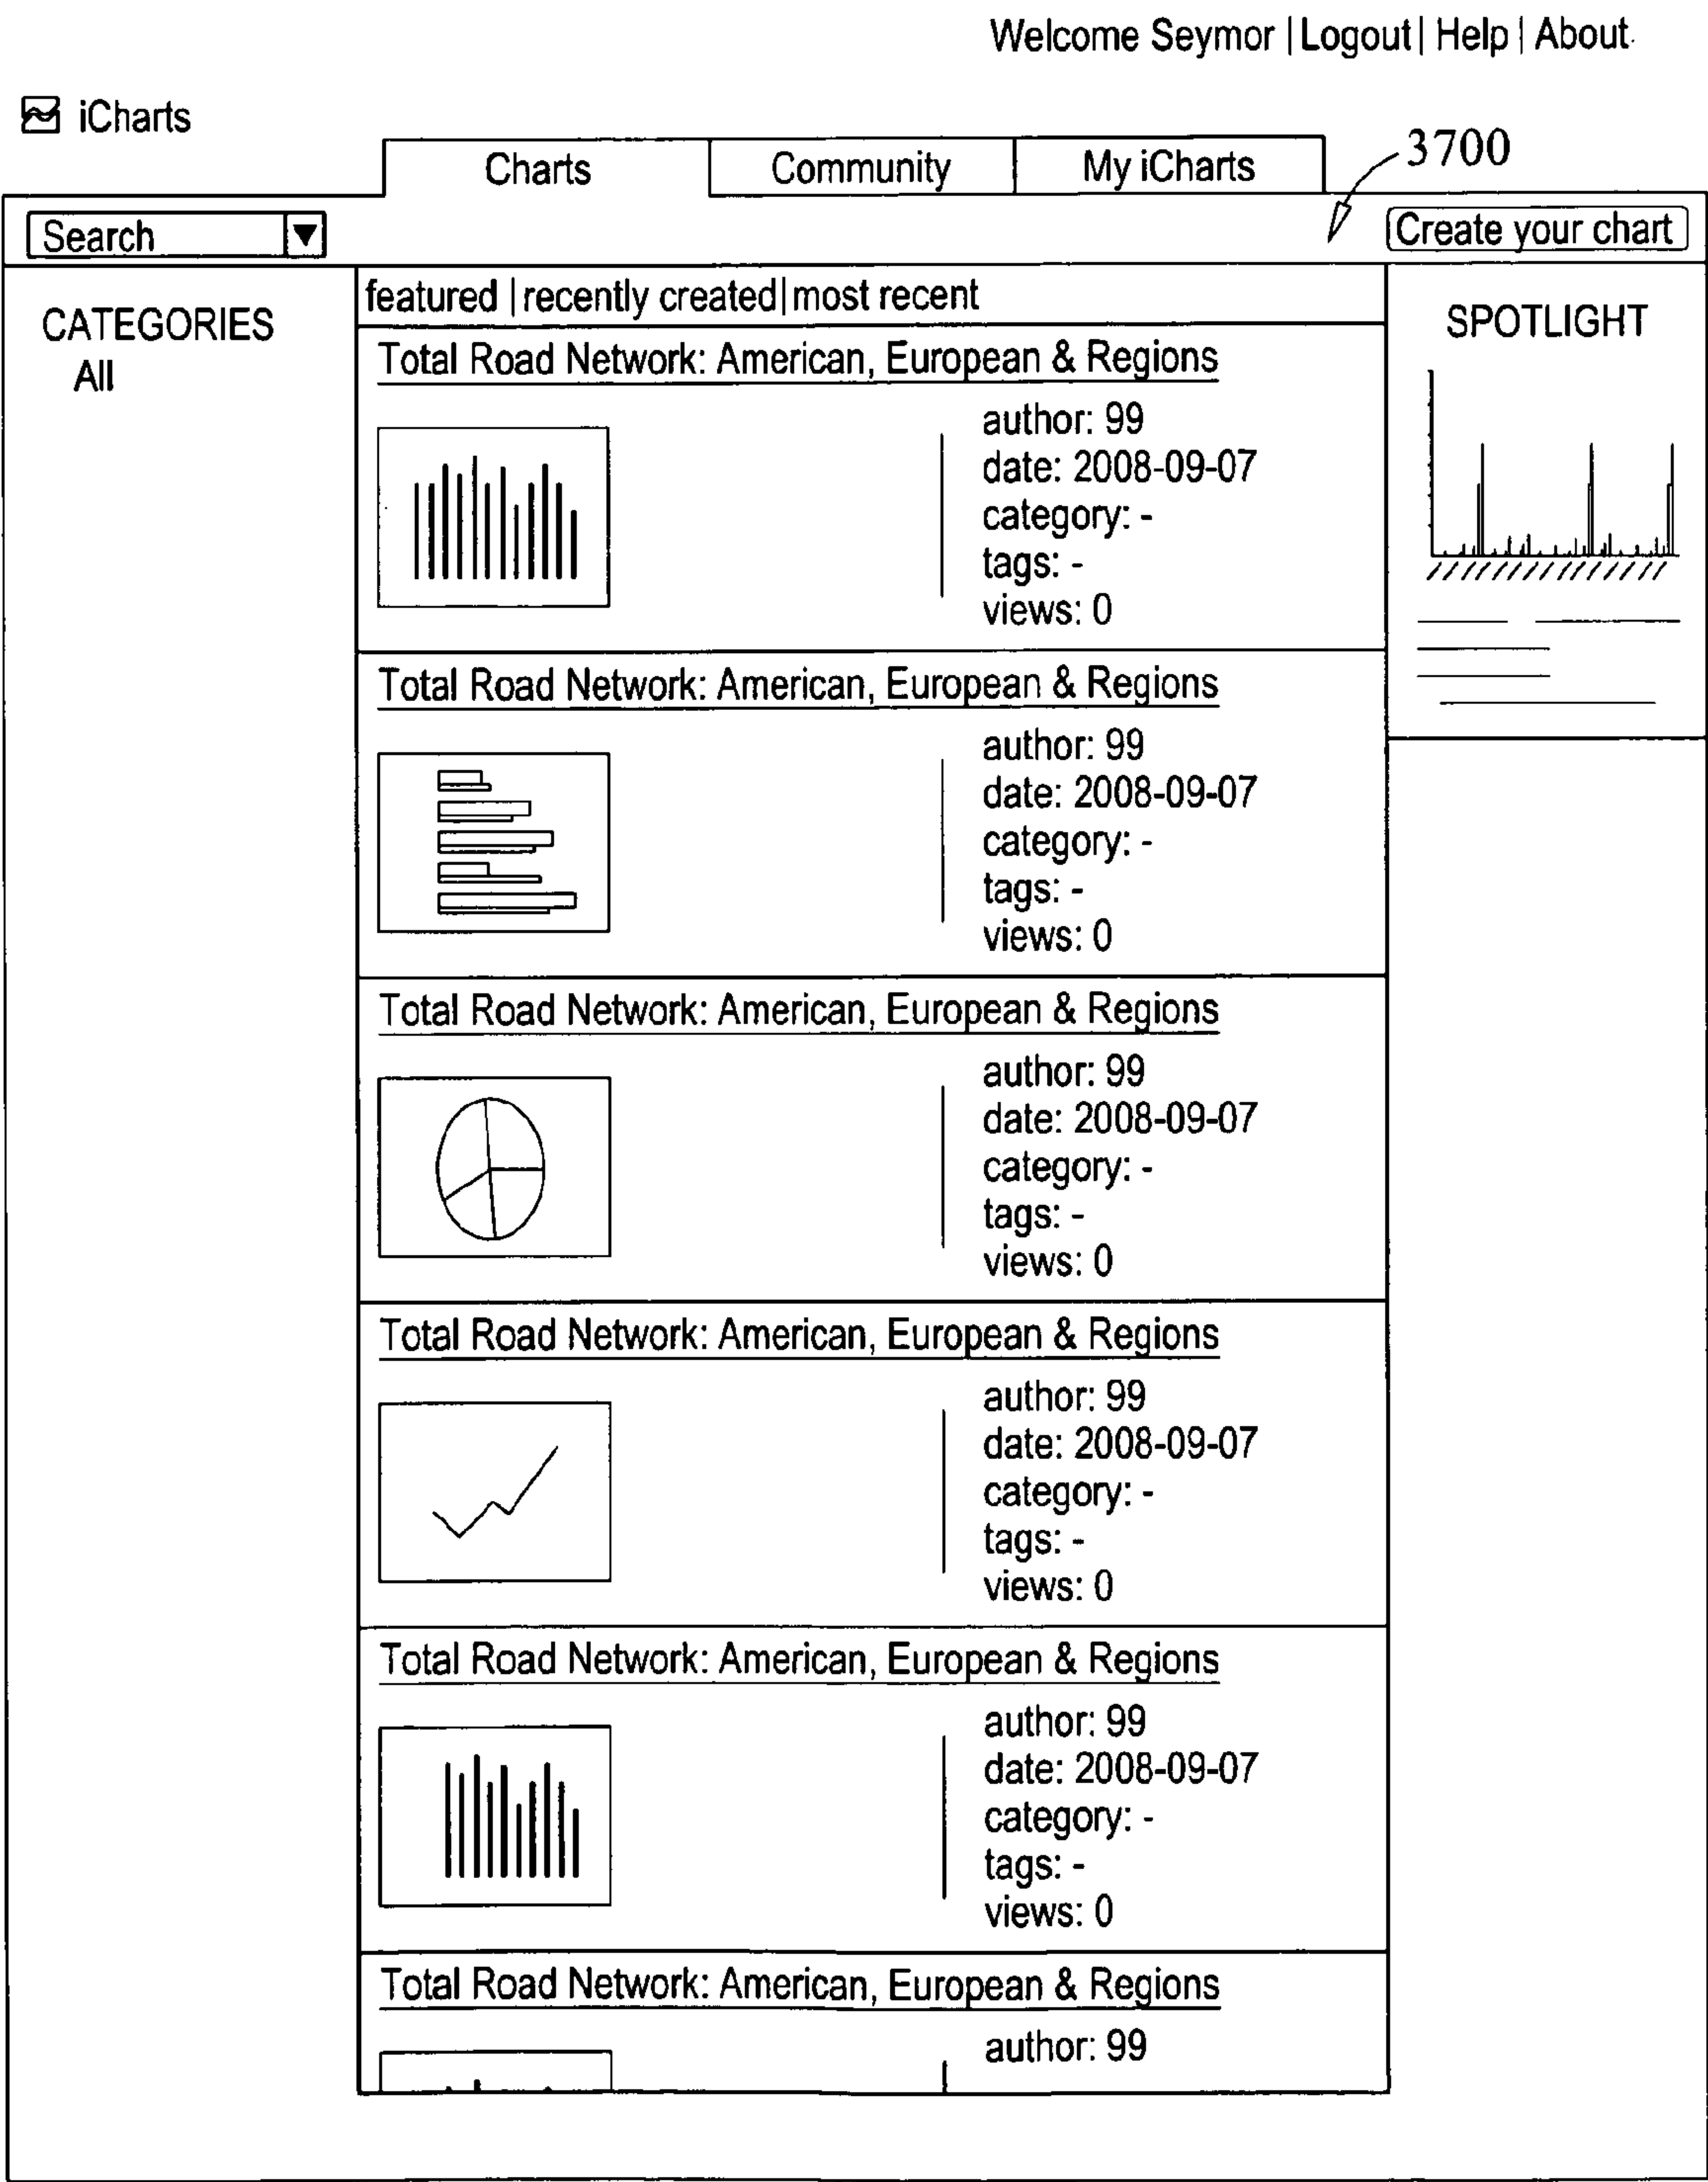 Welcome Seymor | Logout | Help | About
iCharts
Charts
Community
My iCharts
3700
Search
Create your chart
CATEGORIES
All
featured | recently created | most recent
Total Road Network: American, European & Regions
author: 99
date: 2008-09-07
category: -
tags: -
views: 0
Total Road Network: American, European & Regions
author: 99
date: 2008-09-07
category: -
tags: -
views: 0
Total Road Network: American, European & Regions
author: 99
date: 2008-09-07
category: -
tags: -
views: 0
Total Road Network: American, European & Regions
author: 99
date: 2008-09-07
category: -
tags: -
views: 0
Total Road Network: American, European & Regions
author: 99
date: 2008-09-07
category: -
tags: -
views: 0
Total Road Network: American, European & Regions
author: 99
SPOTLIGHT